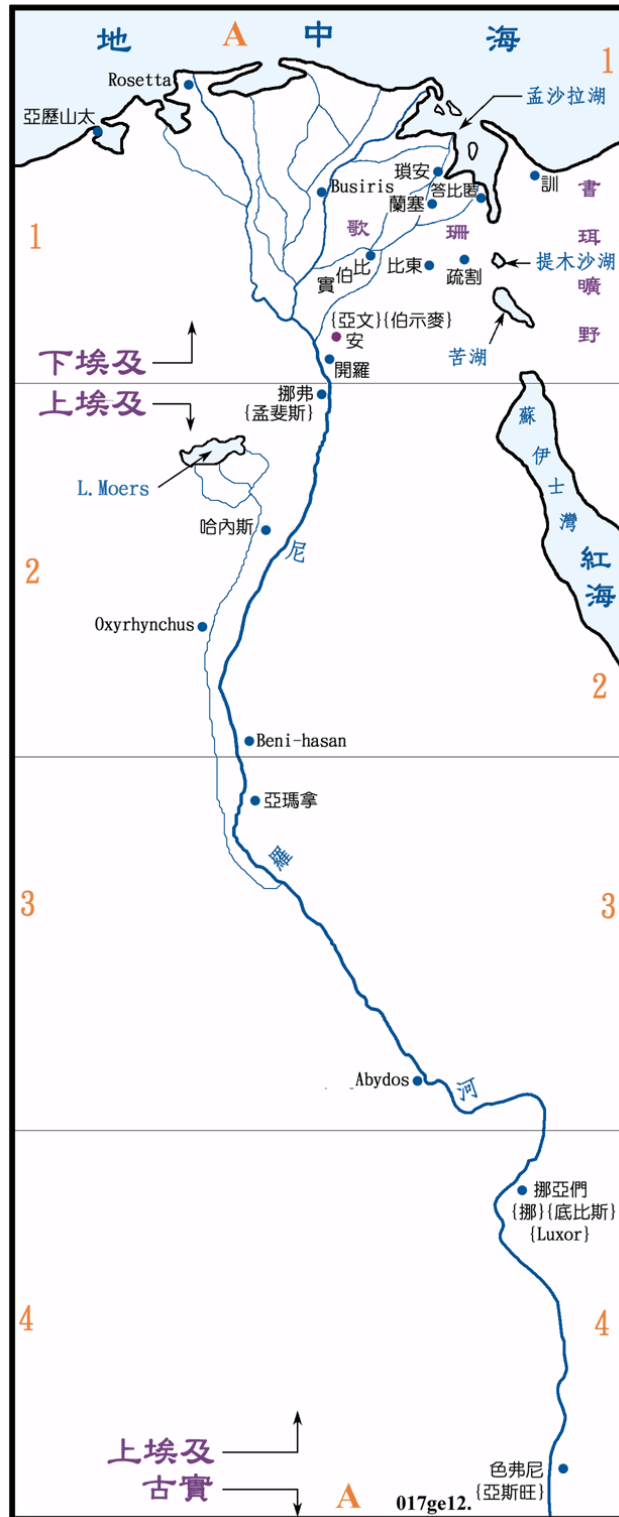 地 A 中 海
1
Rosetta
孟沙拉湖
亞歷山太
瑣安
答比匿
訓
書珥曠野
Busiris
蘭塞
1
歌珊
比伯實
比東
疏割
提木沙湖
{亞文}{伯示麥}
安
苦湖
下埃及
開羅
上埃及
挪弗
{孟斐斯}
蘇伊士灣
L.Moers
哈內斯
尼
紅海
2
Oxyrhynchus
2
Beni-hasan
亞瑪拿
羅
3
3
Abydos
河
挪亞們
{挪}{底比斯}
{Luxor}
4
4
上埃及
色弗尼
古實
{亞斯旺}
A
017ge12.